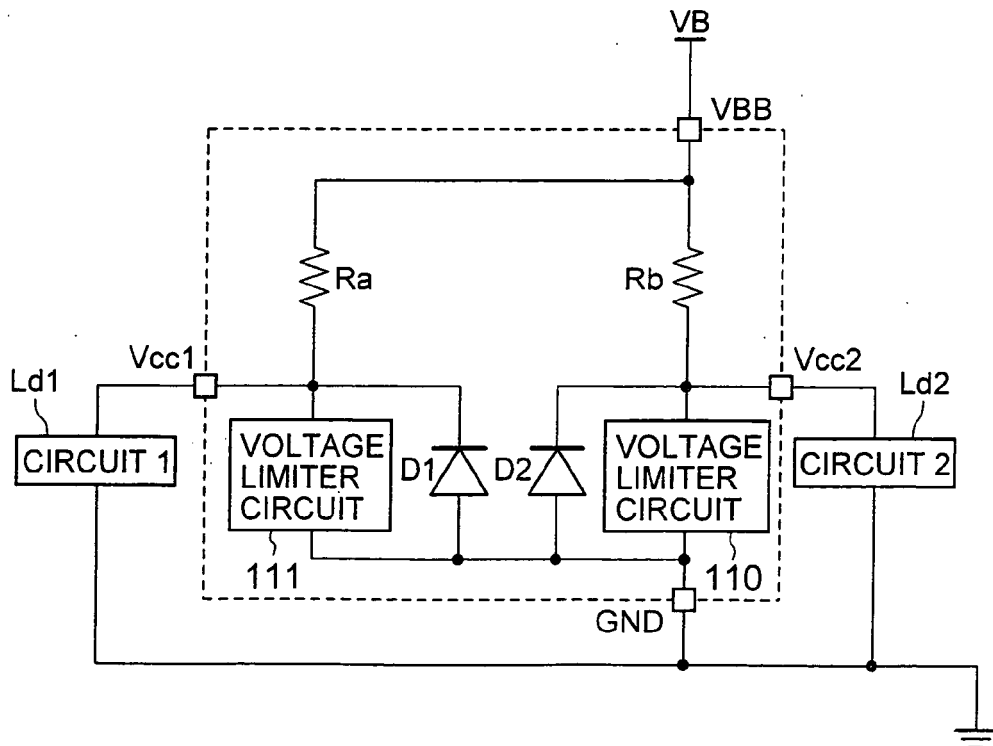 VB
VBB
Ra
Rb
Vcc1
Vcc2
Ld1
Ld2
CIRCUIT 1
VOLTAGE
LIMITER
CIRCUIT
D1
D2
VOLTAGE
LIMITER
CIRCUIT
CIRCUIT 2
111
110
GND